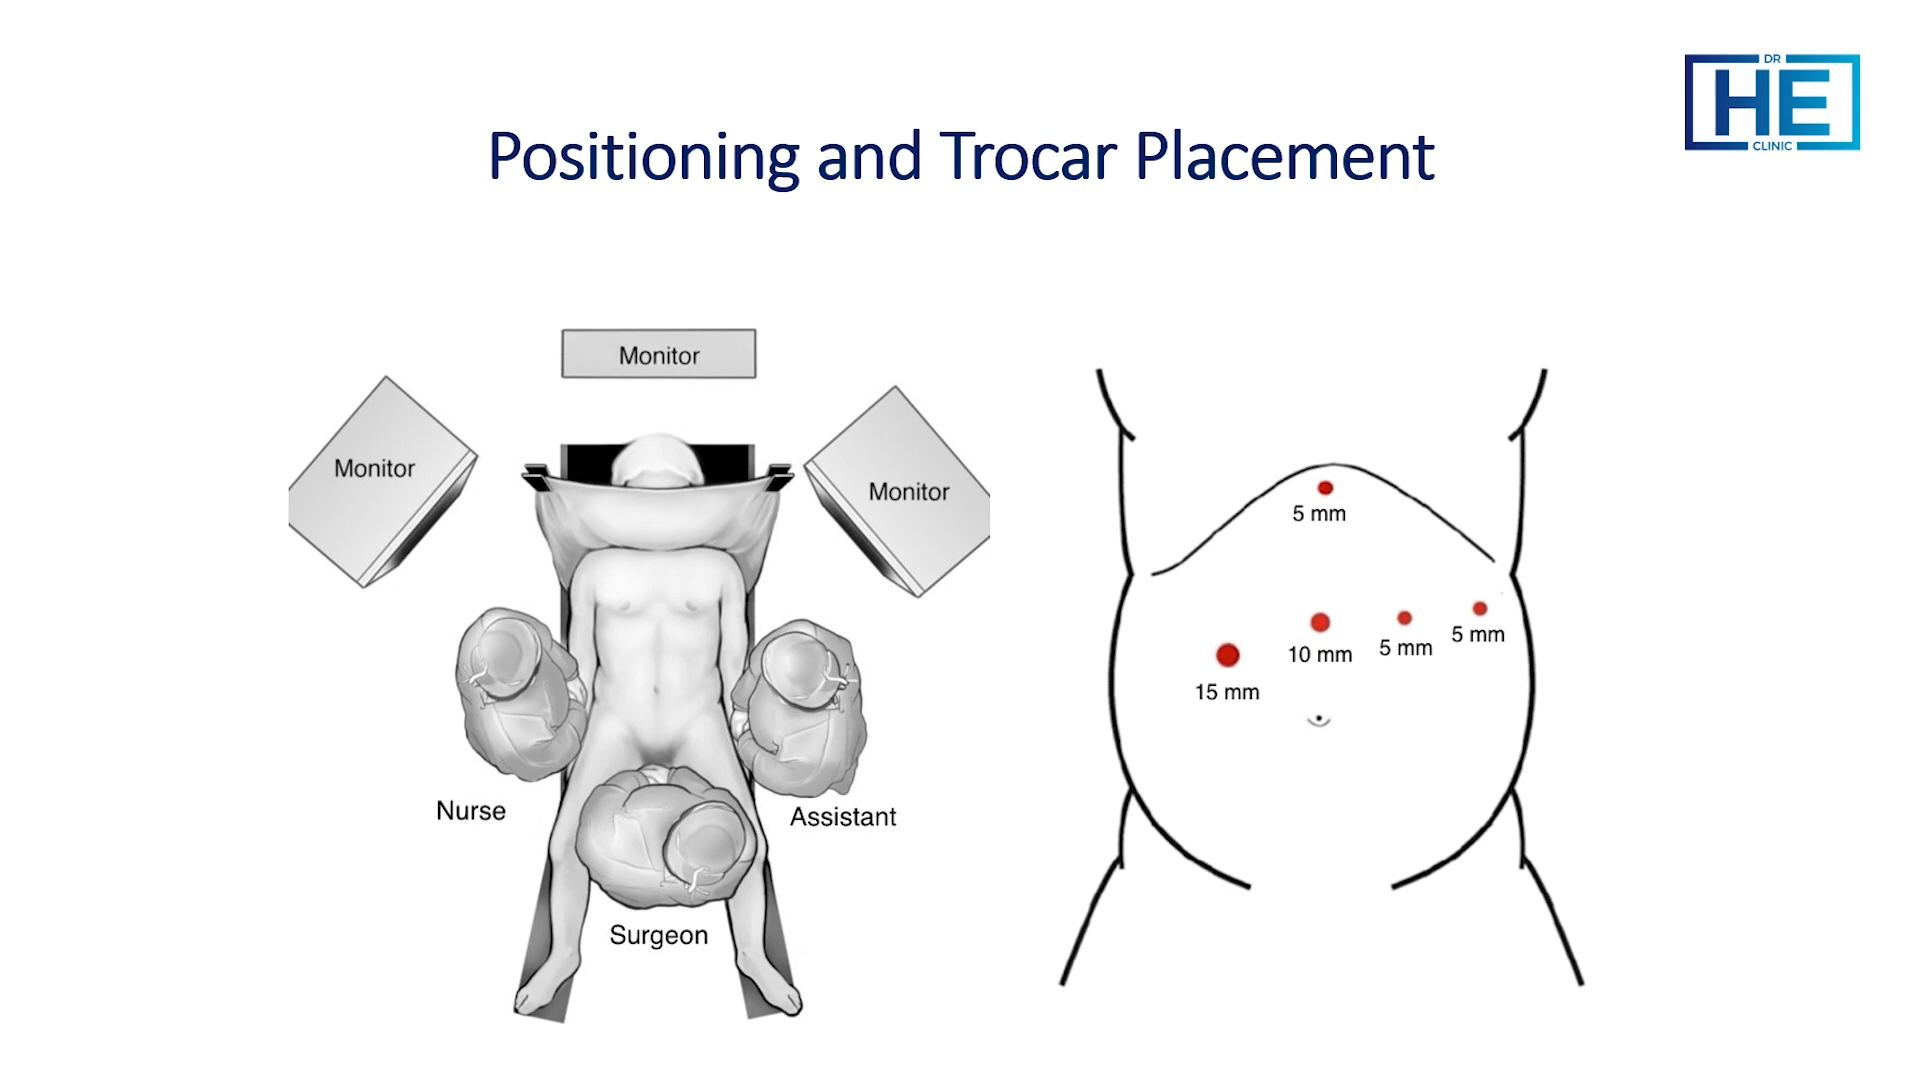 DR
HE
CLINIC
Positioning and Trocar Placement
Monitor
Monitor
Monitor
Nurse
Assistant
Surgeon
5 mm
10 mm
5 mm
5 mm
15 mm